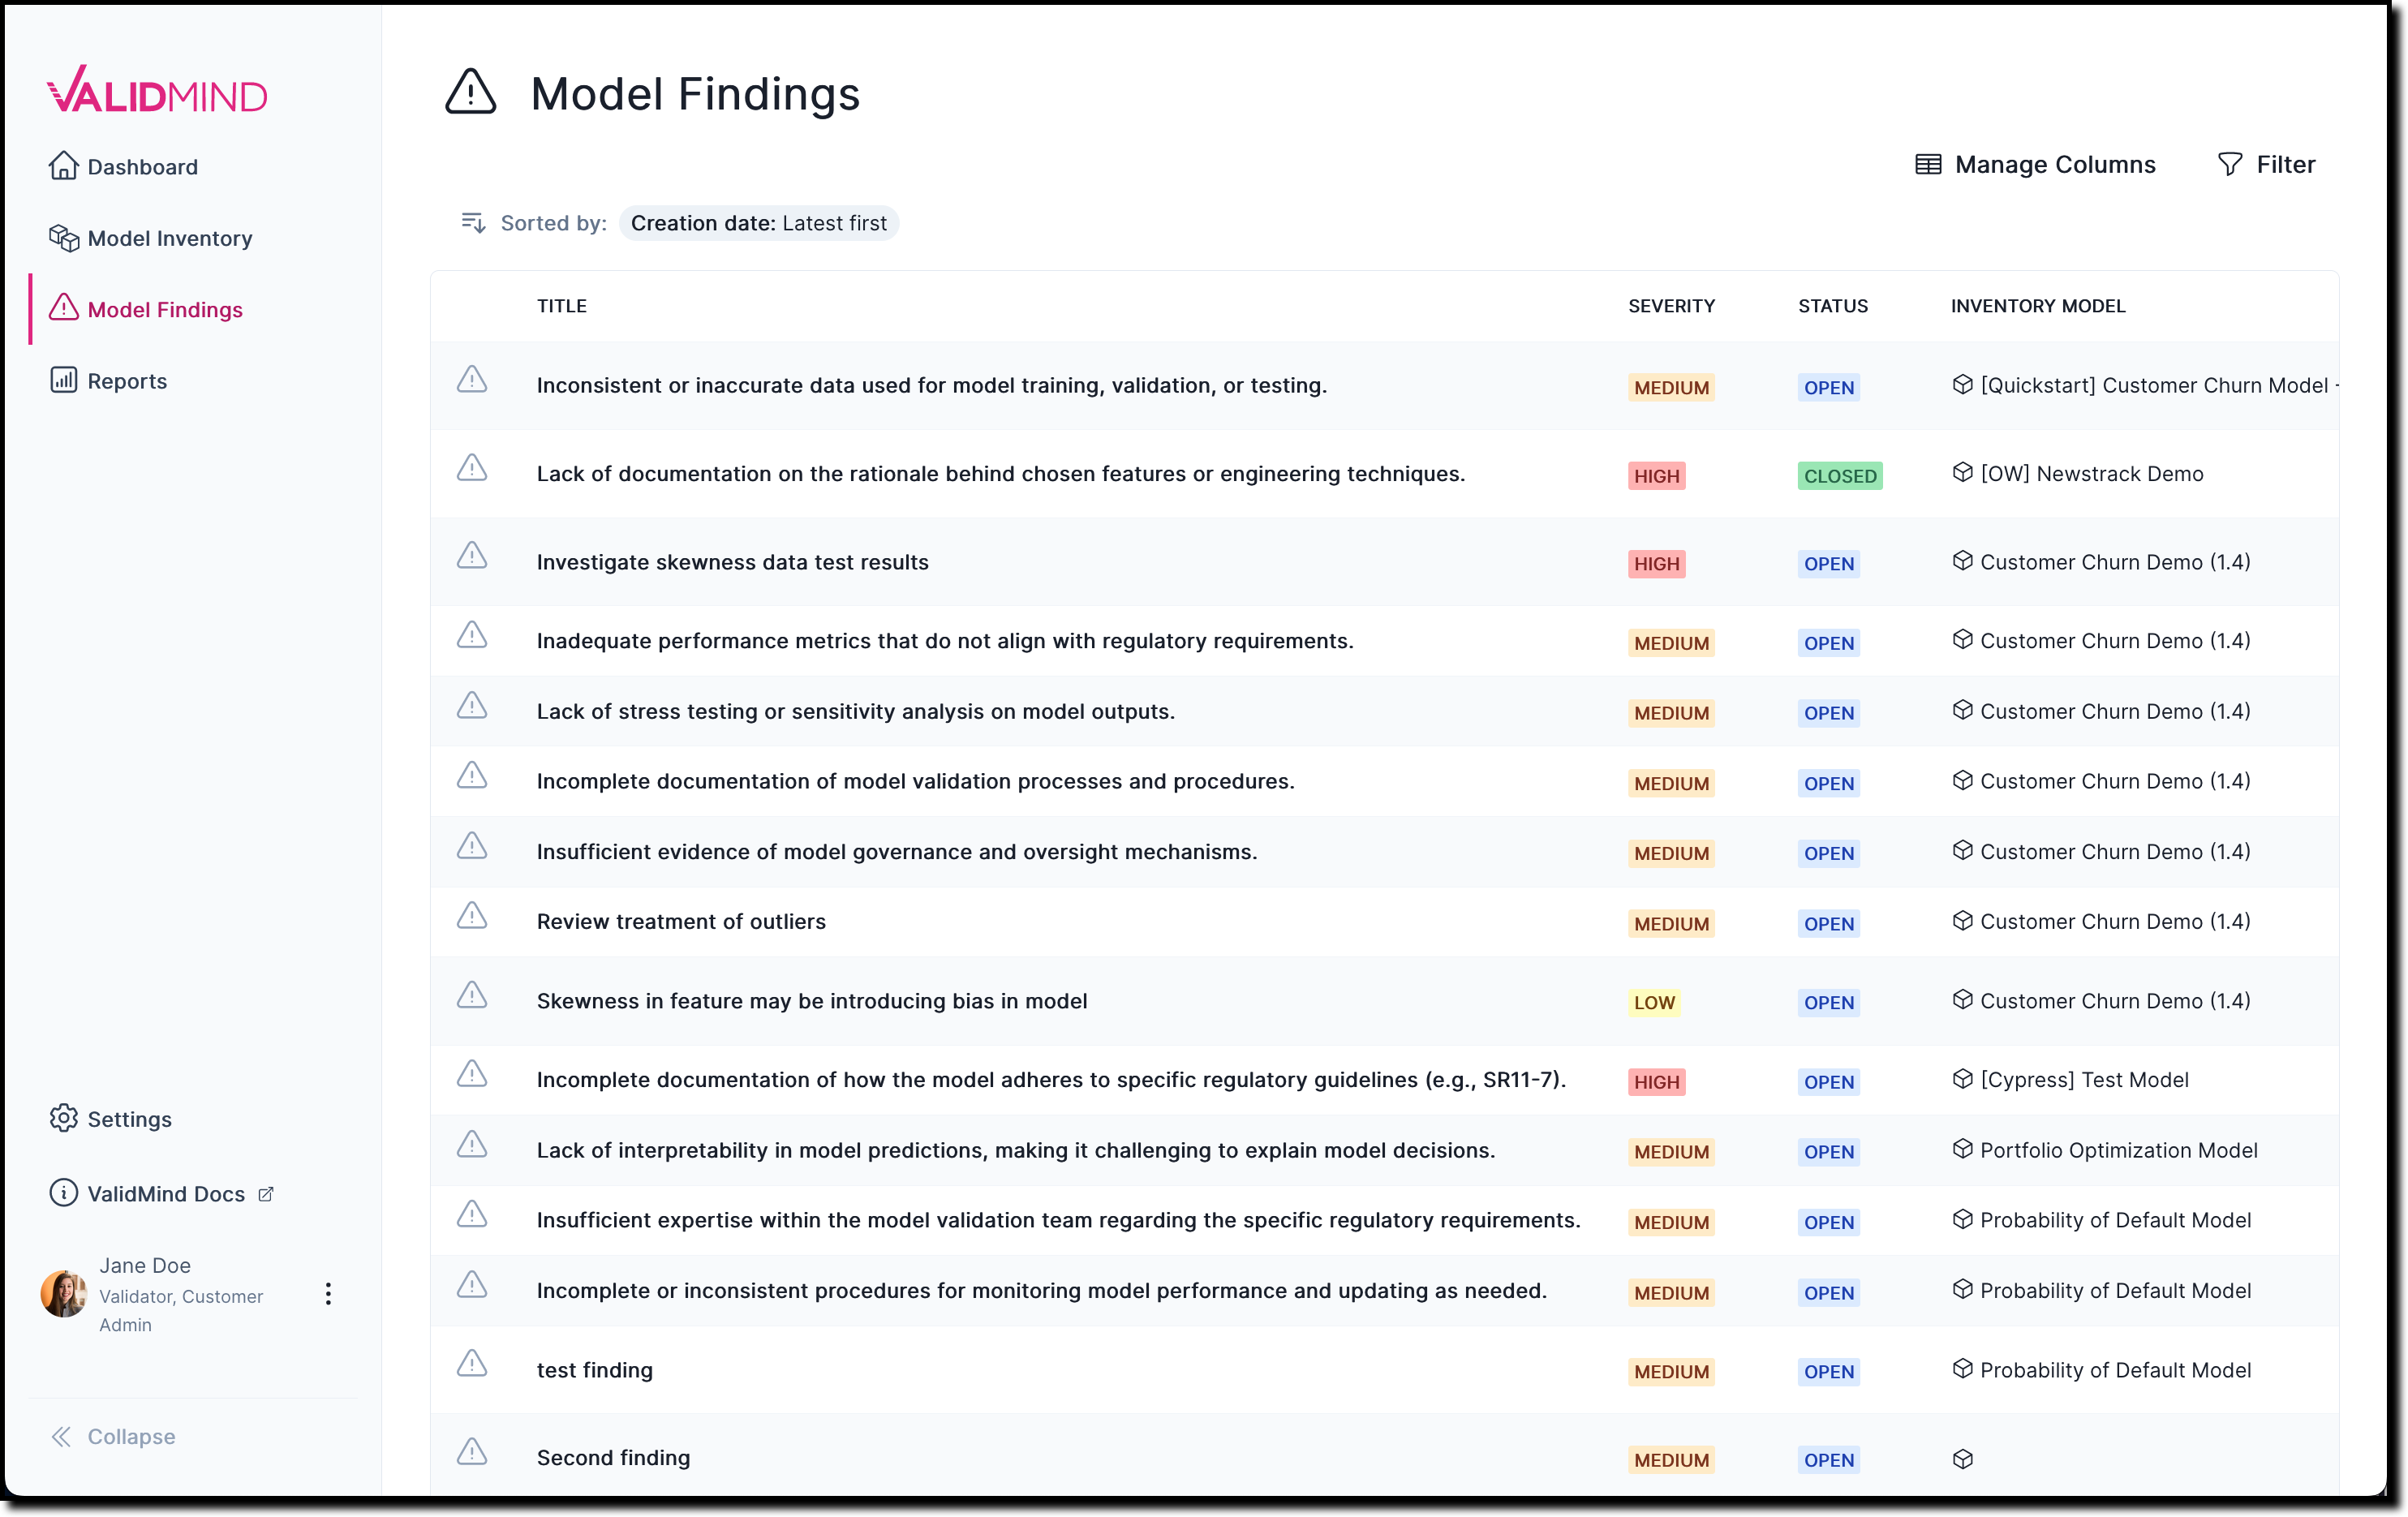 VALIDMIND
Dashboard
Model Inventory
Model Findings
Reports
Settings
ValidMind Docs
Jane Doe
Validator, Customer
Admin
Collapse
Model Findings
Manage Columns
Filter
Sorted by: Creation date: Latest first
TITLE SEVERITY STATUS INVENTORY MODEL
Inconsistent or inaccurate data used for model training, validation, or testing. MEDIUM OPEN [Quickstart] Customer Churn Model -
Lack of documentation on the rationale behind chosen features or engineering techniques. HIGH CLOSED [OW] Newstrack Demo
Investigate skewness data test results HIGH OPEN Customer Churn Demo (1.4)
Inadequate performance metrics that do not align with regulatory requirements. MEDIUM OPEN Customer Churn Demo (1.4)
Lack of stress testing or sensitivity analysis on model outputs. MEDIUM OPEN Customer Churn Demo (1.4)
Incomplete documentation of model validation processes and procedures. MEDIUM OPEN Customer Churn Demo (1.4)
Insufficient evidence of model governance and oversight mechanisms. MEDIUM OPEN Customer Churn Demo (1.4)
Review treatment of outliers MEDIUM OPEN Customer Churn Demo (1.4)
Skewness in feature may be introducing bias in model LOW OPEN Customer Churn Demo (1.4)
Incomplete documentation of how the model adheres to specific regulatory guidelines (e.g., SR11-7). HIGH OPEN [Cypress] Test Model
Lack of interpretability in model predictions, making it challenging to explain model decisions. MEDIUM OPEN Portfolio Optimization Model
Insufficient expertise within the model validation team regarding the specific regulatory requirements. MEDIUM OPEN Probability of Default Model
Incomplete or inconsistent procedures for monitoring model performance and updating as needed. MEDIUM OPEN Probability of Default Model
test finding MEDIUM OPEN Probability of Default Model
Second finding MEDIUM OPEN